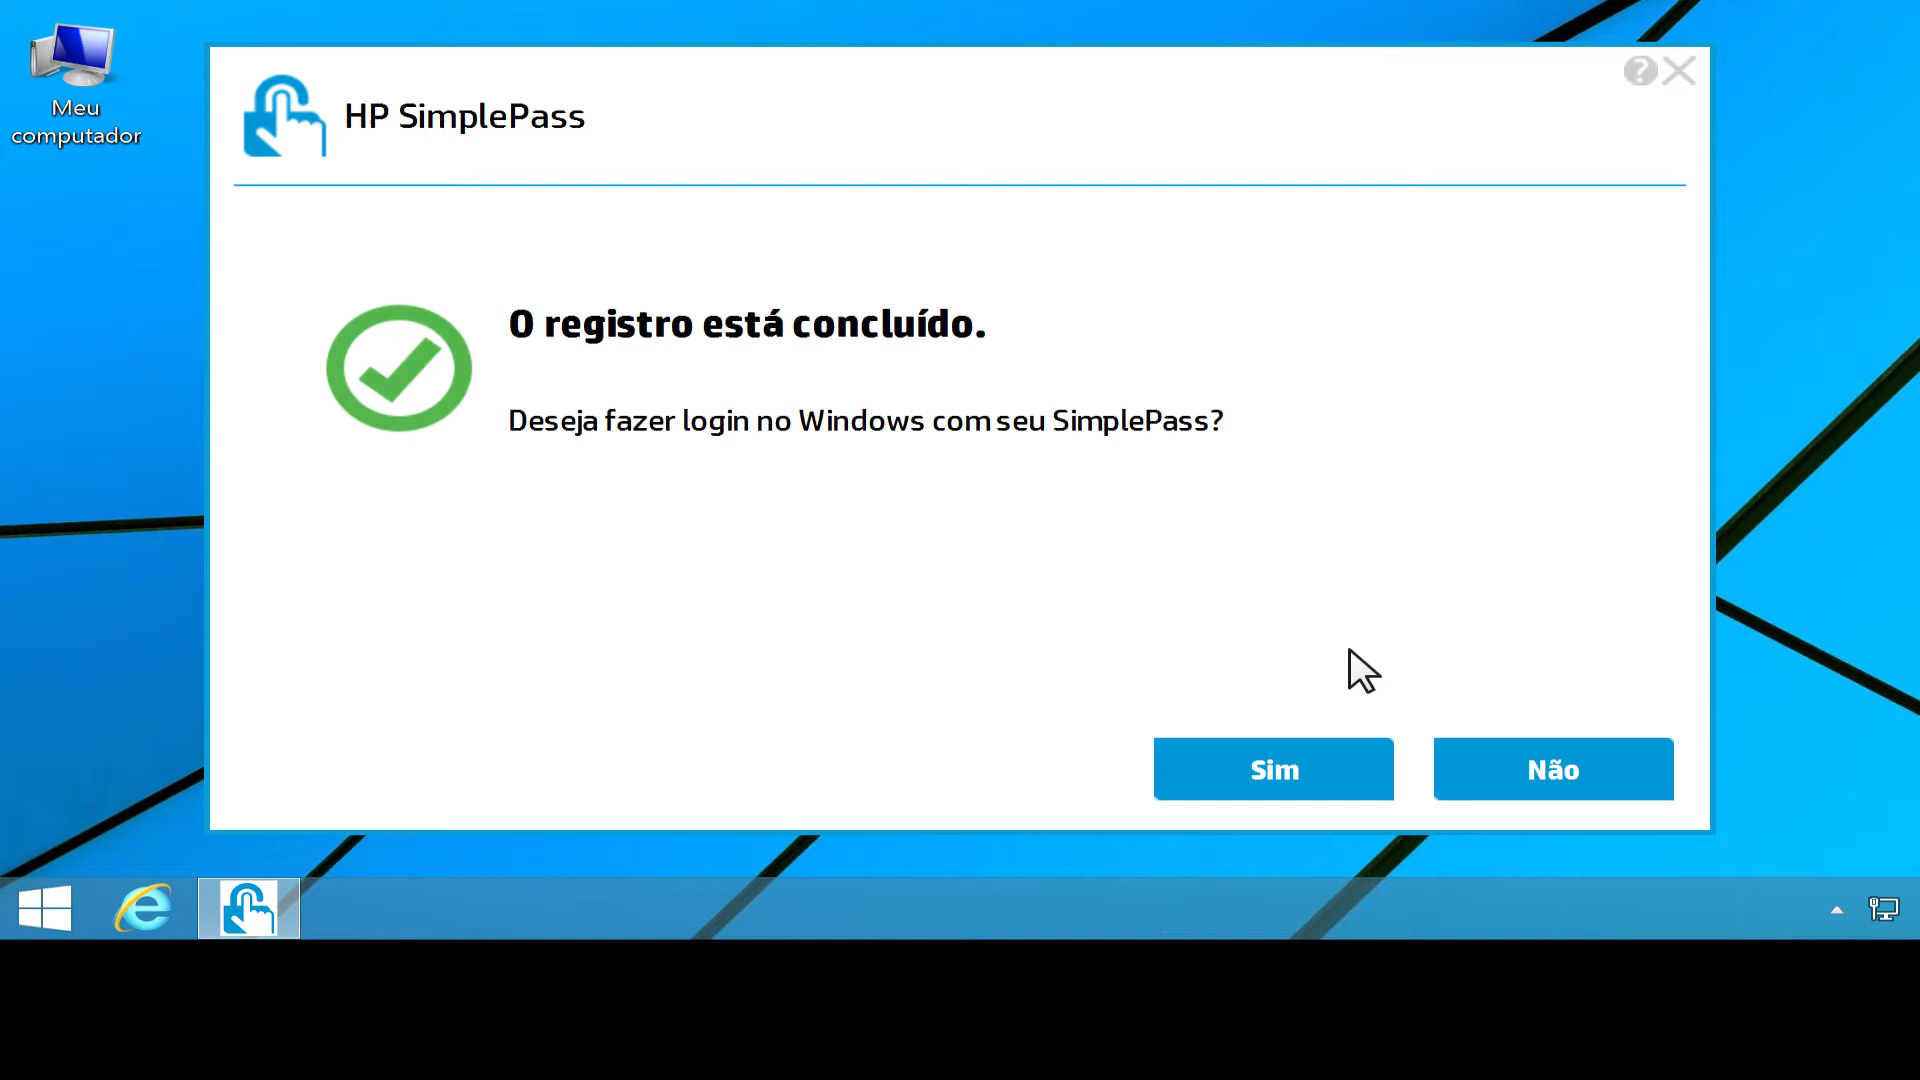 Meu
computador
HP SimplePass
O registro está concluído.
Deseja fazer login no Windows com seu SimplePass?
Sim
Não